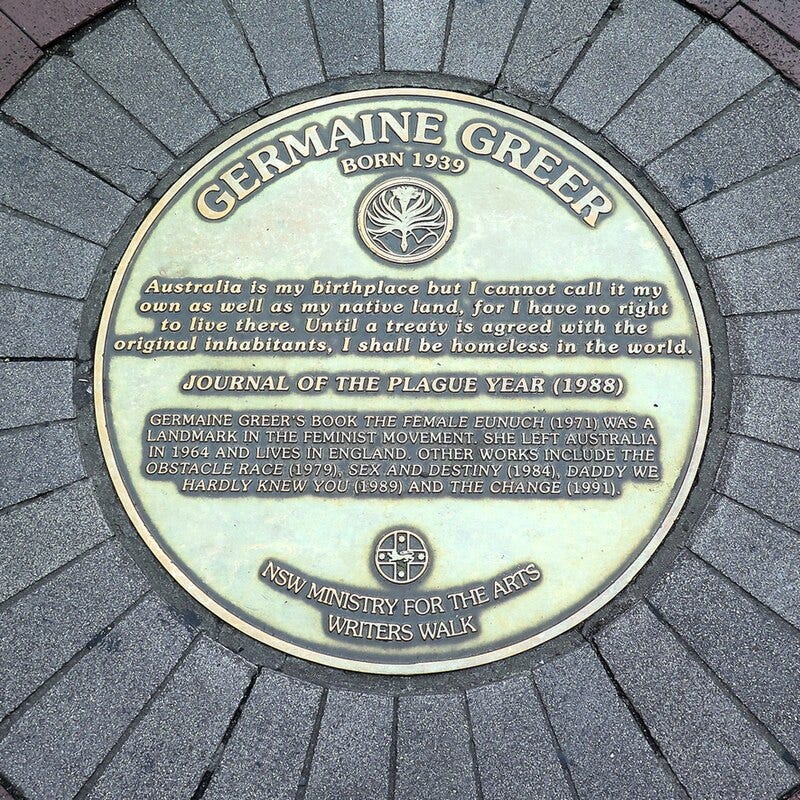 GERMAINE GREER
BORN 1939
Australia is my birthplace but I cannot call it my
own as well as my native land, for I have no right
to live there. Until a treaty is agreed with the
original inhabitants, I shall be homeless in the world.
JOURNAL OF THE PLAGUE YEAR (1988)
GERMAINE GREER'S BOOK THE FEMALE EUNUCH (1971) WAS A
LANDMARK IN THE FEMINIST MOVEMENT. SHE LEFT AUSTRALIA
IN 1964 AND LIVES IN ENGLAND. OTHER WORKS INCLUDE THE
OBSTACLE RACE (1979), SEX AND DESTINY (1984), DADDY WE
HARDLY KNEW YOU (1989) AND THE CHANGE (1991).
NSW MINISTRY FOR THE ARTS
WRITERS WALK